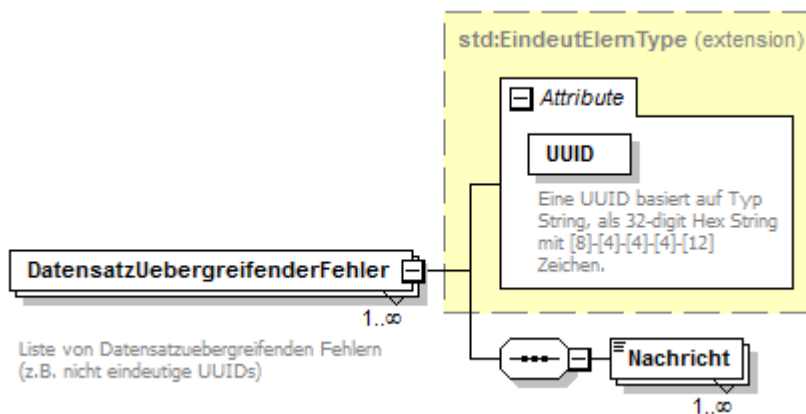 std:EindeutElemType (extension)
Attribute
UUID
Eine UUID basiert auf Typ
String, als 32-digit Hex String
mit [8]-[4]-[4]-[4]-[12]
Zeichen.
DatensatzUebergreifenderFehler
1..∞
Liste von Datensatzuebergreifenden Fehlern
(z.B. nicht eindeutige UUIDs)
Nachricht
1..∞